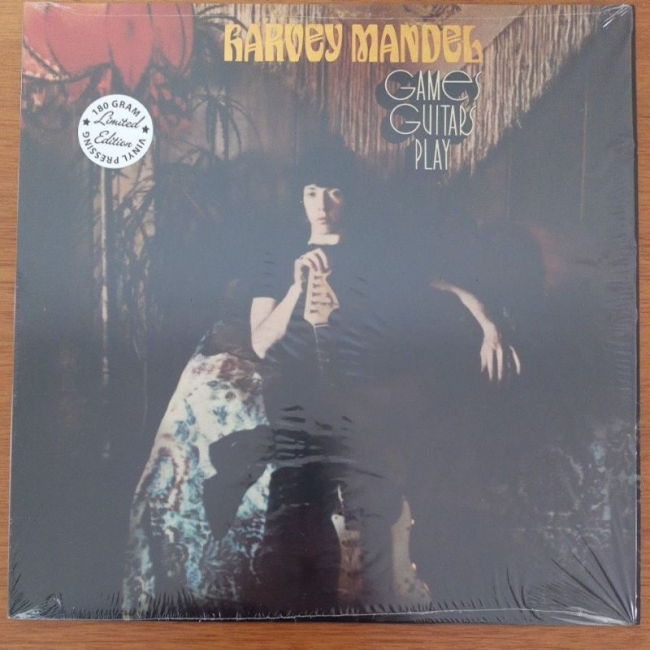 HARVEY MANDEL
GAMES
GUITARS
PLAY
180 GRAM
Limited
Edition
VINYL PRESSING